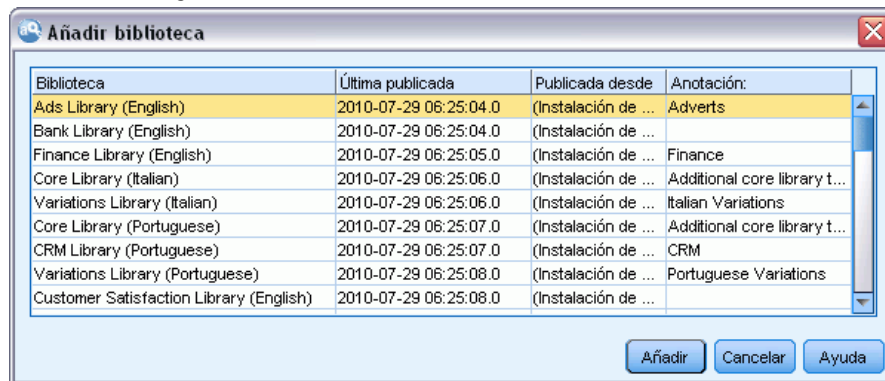 Añadir biblioteca
Biblioteca Última publicada Publicada desde Anotación:
Ads Library (English) 2010-07-29 06:25:04.0 (Instalación de ... Adverts
Bank Library (English) 2010-07-29 06:25:04.0 (Instalación de ...
Finance Library (English) 2010-07-29 06:25:05.0 (Instalación de ... Finance
Core Library (Italian) 2010-07-29 06:25:06.0 (Instalación de ... Additional core library t...
Variations Library (Italian) 2010-07-29 06:25:06.0 (Instalación de ... Italian Variations
Core Library (Portuguese) 2010-07-29 06:25:07.0 (Instalación de ... Additional core library t...
CRM Library (Portuguese) 2010-07-29 06:25:07.0 (Instalación de ... CRM
Variations Library (Portuguese) 2010-07-29 06:25:08.0 (Instalación de ... Portuguese Variations
Customer Satisfaction Library (English) 2010-07-29 06:25:08.0 (Instalación de ...
Añadir Cancelar Ayuda